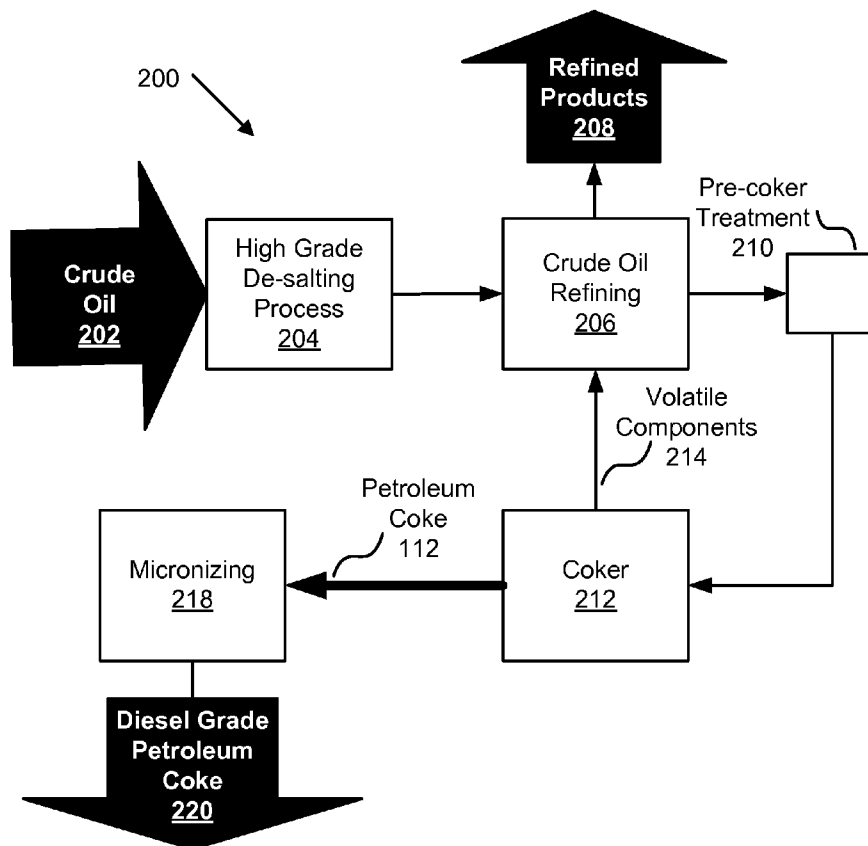 200
Refined
Products
208
Crude
Oil
202
High Grade
De-salting
Process
204
Crude Oil
Refining
206
Pre-coker
Treatment
210
Volatile
Components
214
Petroleum
Coke
112
Micronizing
218
Coker
212
Diesel Grade
Petroleum
Coke
220